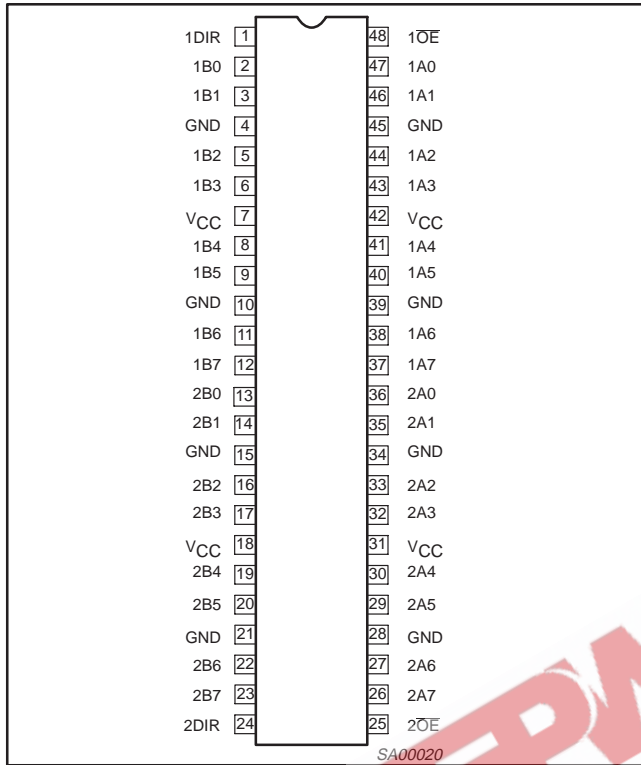 1DIR 1 48 1O̅E̅
1B0 2 47 1A0
1B1 3 46 1A1
GND 4 45 GND
1B2 5 44 1A2
1B3 6 43 1A3
VCC 7 42 VCC
1B4 8 41 1A4
1B5 9 40 1A5
GND 10 39 GND
1B6 11 38 1A6
1B7 12 37 1A7
2B0 13 36 2A0
2B1 14 35 2A1
GND 15 34 GND
2B2 16 33 2A2
2B3 17 32 2A3
VCC 18 31 VCC
2B4 19 30 2A4
2B5 20 29 2A5
GND 21 28 GND
2B6 22 27 2A6
2B7 23 26 2A7
2DIR 24 25 2O̅E̅
SA00020